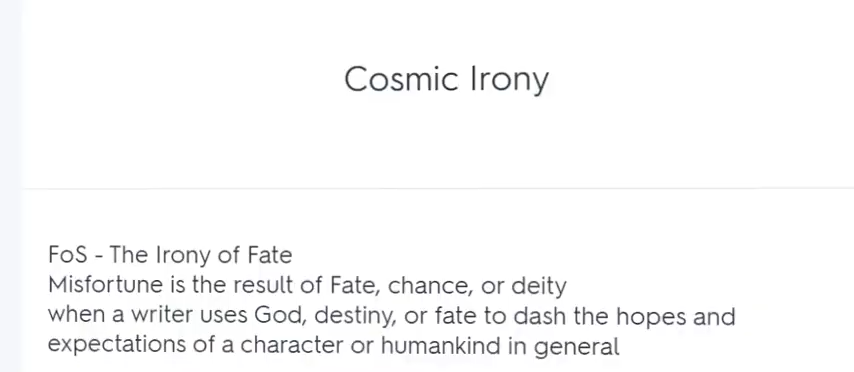 Cosmic Irony
FoS - The Irony of Fate
Misfortune is the result of Fate, chance, or deity
when a writer uses God, destiny, or fate to dash the hopes and
expectations of a character or humankind in general